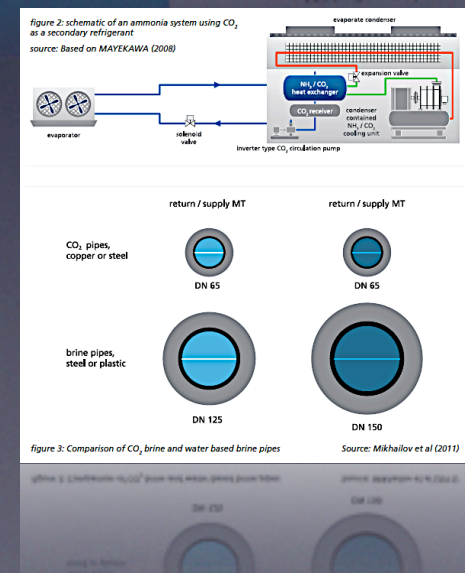 figure 2: schematic of an ammonia system using CO₂
as a secondary refrigerant
source: Based on MAYEKAWA (2008)
evaporate condenser
expansion valve
NH₃ / CO₂
heat exchanger
CO₂ receiver
condenser
contained
NH₃ / CO₂
cooling unit
evaporator
solenoid
valve
inverter type CO₂ circulation pump
return / supply MT
return / supply MT
CO₂ pipes,
copper or steel
DN 65
DN 65
brine pipes,
steel or plastic
DN 125
DN 150
figure 3: Comparison of CO₂ brine and water based brine pipes
Source: Mikhailov et al (2011)